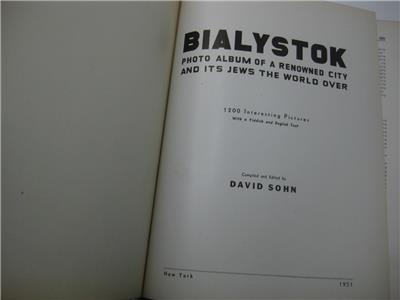 BIALYSTOK
PHOTO ALBUM OF A RENOWNED CITY
AND ITS JEWS THE WORLD OVER
1200 Interesting Pictures
With a Yiddish and English Text
Compiled and Edited by
DAVID SOHN
New York
1951